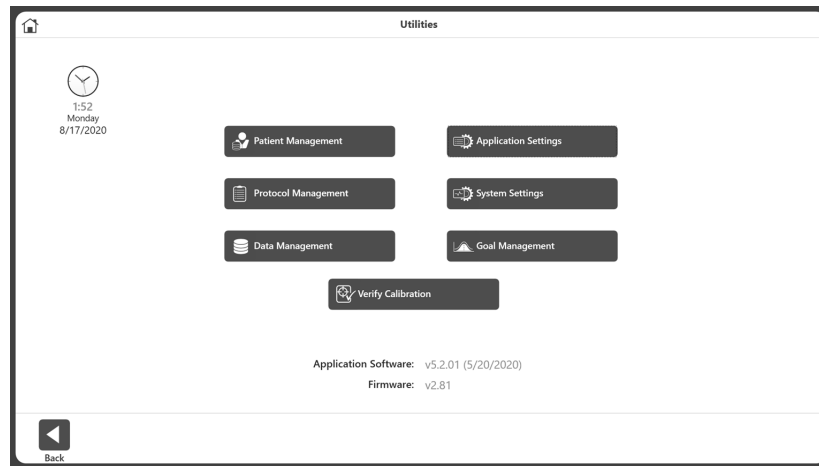 Utilities
1:52
Monday
8/17/2020
Patient Management
Application Settings
Protocol Management
System Settings
Data Management
Goal Management
Verify Calibration
Application Software: v5.2.01 (5/20/2020)
Firmware: v2.81
Back